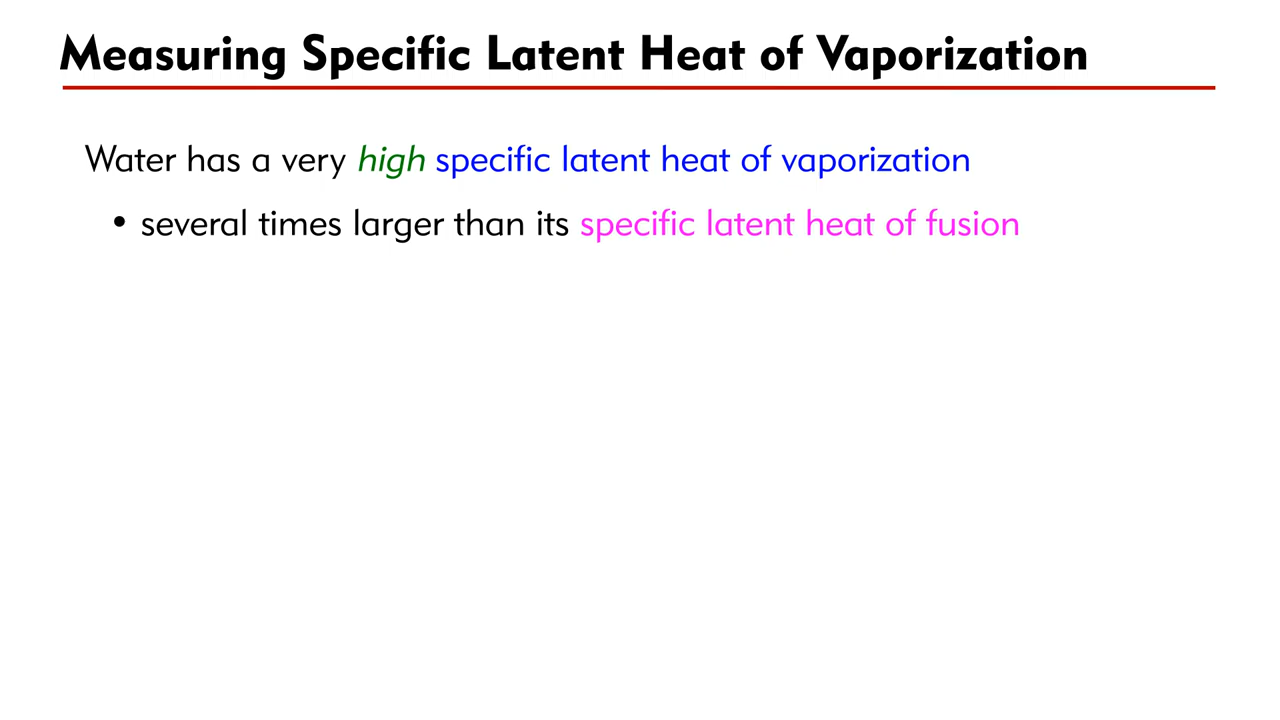 Measuring Specific Latent Heat of Vaporization
Water has a very high specific latent heat of vaporization
• several times larger than its specific latent heat of fusion